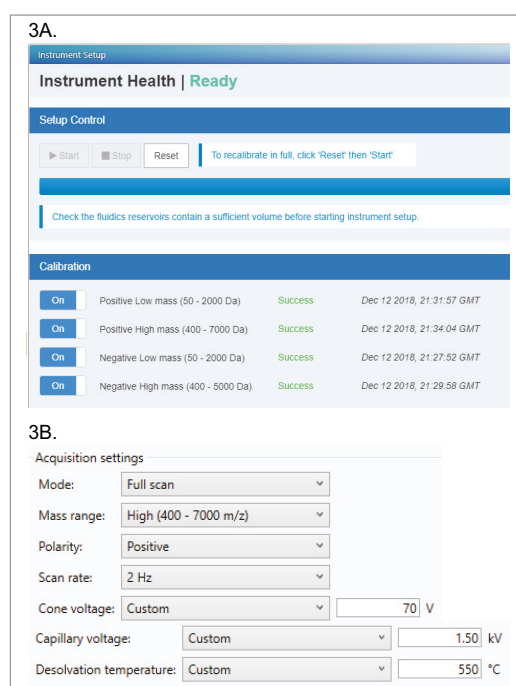 3A.
Instrument Setup
Instrument Health | Ready
Setup Control
Start Stop Reset To recalibrate in full, click 'Reset' then 'Start'
Check the fluidics reservoirs contain a sufficient volume before starting instrument setup.
Calibration
On Positive Low mass (50 - 2000 Da) Success Dec 12 2018, 21:31:57 GMT
On Positive High mass (400 - 7000 Da) Success Dec 12 2018, 21:34:04 GMT
On Negative Low mass (50 - 2000 Da) Success Dec 12 2018, 21:27:52 GMT
On Negative High mass (400 - 5000 Da) Success Dec 12 2018, 21:29:58 GMT
3B.
Acquisition settings
Mode: Full scan
Mass range: High (400 - 7000 m/z)
Polarity: Positive
Scan rate: 2 Hz
Cone voltage: Custom 70 V
Capillary voltage: Custom 1.50 kV
Desolvation temperature: Custom 550 °C